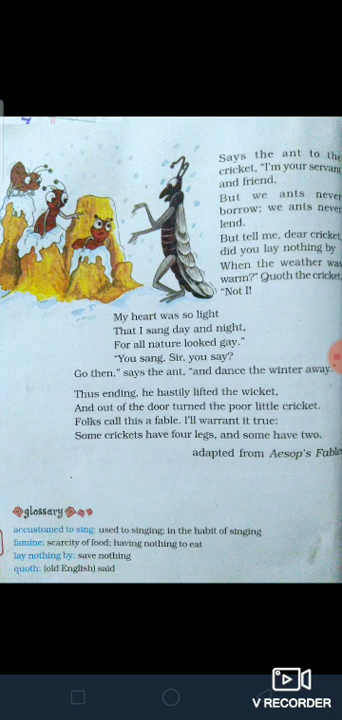 Says the ant to the
cricket, "I'm your servant
and friend.
But we ants never
borrow; we ants never
lend.
But tell me, dear cricket,
did you lay nothing by
When the weather was
warm?" Quoth the cricket,
"Not I!
My heart was so light
That I sang day and night,
For all nature looked gay."
"You sang, Sir, you say?
Go then," says the ant, "and dance the winter away."
Thus ending, he hastily lifted the wicket,
And out of the door turned the poor little cricket.
Folks call this a fable. I'll warrant it true:
Some crickets have four legs, and some have two.
adapted from Aesop's Fables
glossary
accustomed to sing: used to singing; in the habit of singing
famine: scarcity of food; having nothing to eat
lay nothing by: save nothing
quoth: (old English) said
V RECORDER